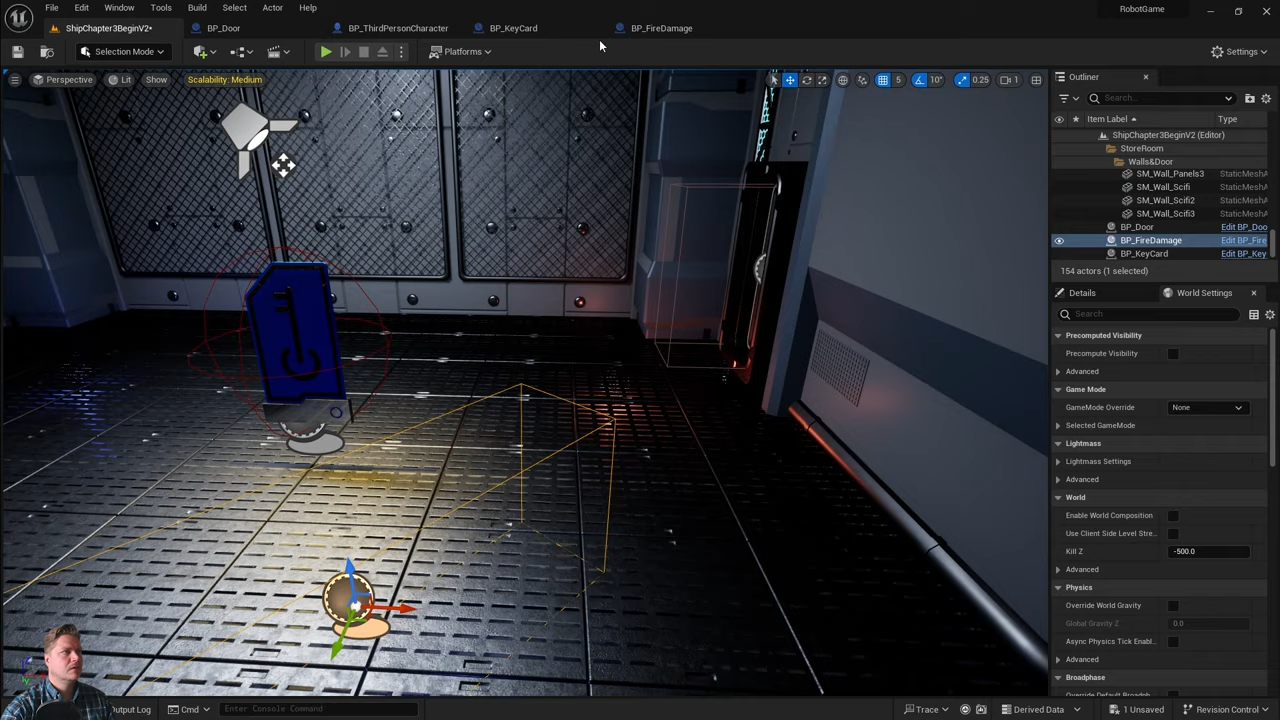 File Edit Window Tools Build Select Actor Help RobotGame
ShipChapter3BeginV2• BP_Door BP_ThirdPersonCharacter BP_KeyCard BP_FireDamage
Selection Mode Platforms Settings
Perspective Lit Show Scalability: Medium 5 10° 0.25 1 Outliner
Search...
Item Label Type
ShipChapter3BeginV2 (Editor)
StoreRoom
Walls&Door
SM_Wall_Panels3 StaticMeshA
SM_Wall_Scifi StaticMeshA
SM_Wall_Scifi2 StaticMeshA
SM_Wall_Scifi3 StaticMeshA
BP_Door Edit BP_Doo
BP_FireDamage Edit BP_Fire
BP_KeyCard Edit BP_Key
154 actors (1 selected)
Details World Settings
Search
Precomputed Visibility
Precompute Visibility
Advanced
Game Mode
GameMode Override None
Selected GameMode
Lightmass
Lightmass Settings
Advanced
World
Enable World Composition
Use Client Side Level Stre...
Kill Z -500.0
Advanced
Physics
Override World Gravity
Global Gravity Z 0.0
Async Physics Tick Enabl...
Advanced
Broadphase
Override Default Broadph...
Output Log Cmd Enter Console Command Trace Derived Data 1 Unsaved Revision Control